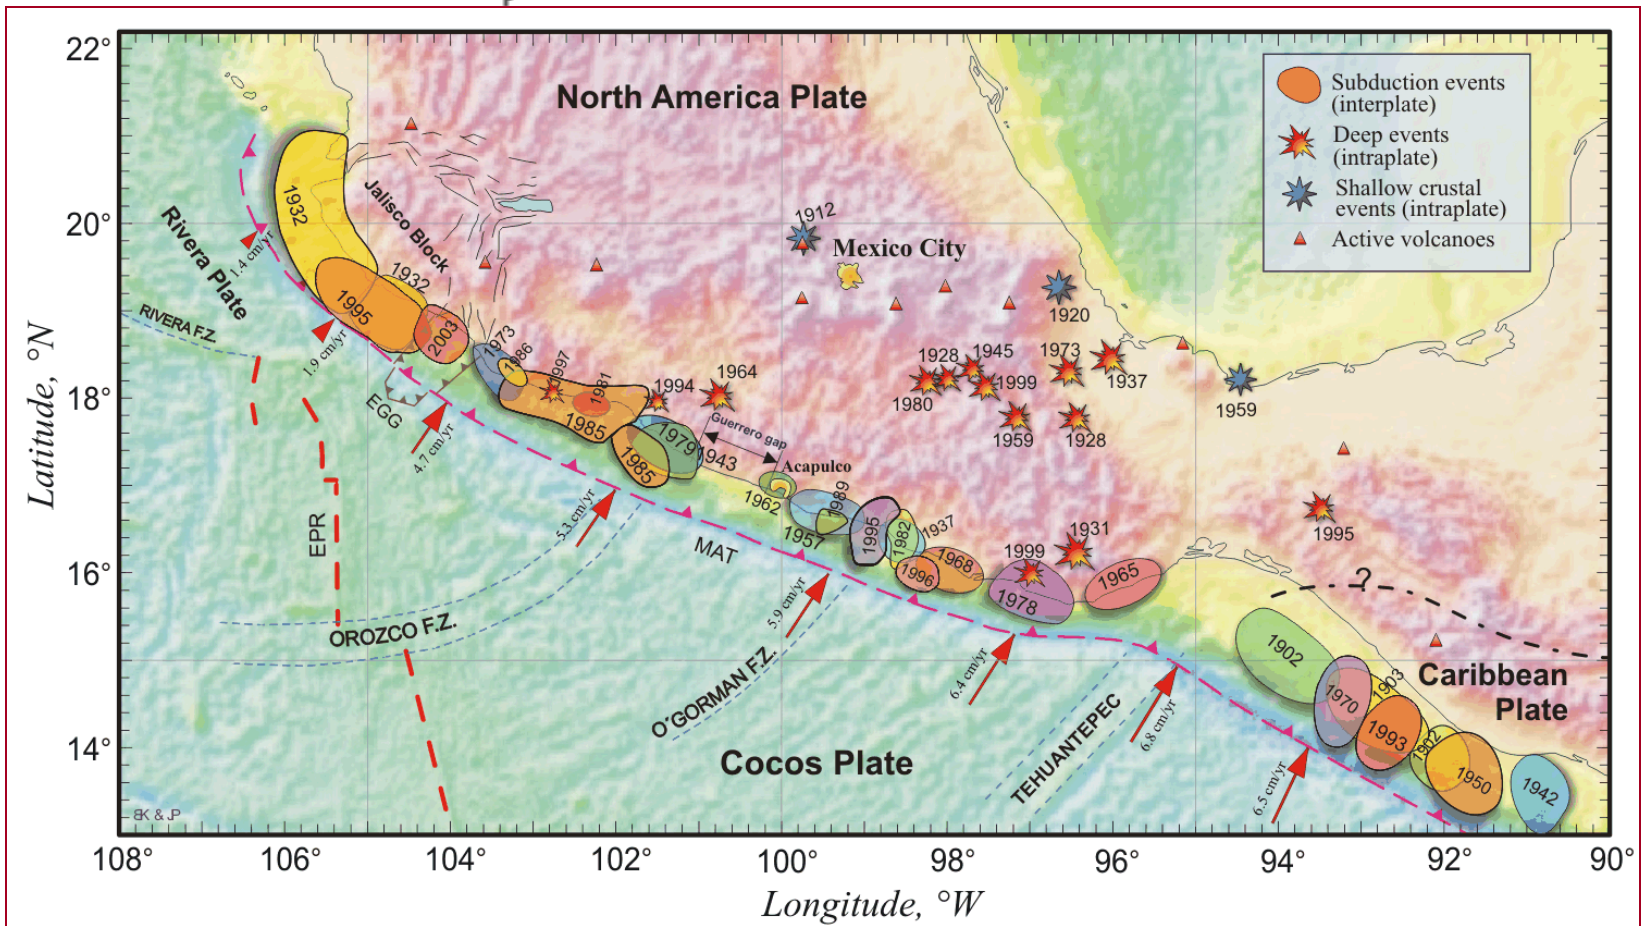 North America Plate
Subduction events
(interplate)
Deep events
(intraplate)
Shallow crustal
events (intraplate)
Active volcanoes
22°
20°
18°
16°
14°
Latitude, °N
1932
Jalisco Block
Rivera Plate
1.4 cm/yr
1912
Mexico City
1932
1995
2003
1920
RIVERA F.Z.
1.9 cm/yr
1973
1986
1997
1981
1994
1964
1928
1945
1973
1980
1999
1937
1959
1928
1959
EGG
4.7 cm/yr
1985
1985
1979
1943
Guerrero gap
Acapulco
1962
1989
1957
1995
1982
1937
1995
EPR
5.3 cm/yr
MAT
1996
1968
1999
1931
1978
1965
?
5.9 cm/yr
OROZCO F.Z.
O'GORMAN F.Z.
6.4 cm/yr
1902
1970
1903
Caribbean
Plate
1993
1902
1950
1942
TEHUANTEPEC
6.8 cm/yr
6.5 cm/yr
Cocos Plate
108°
106°
104°
102°
100°
98°
96°
94°
92°
90°
Longitude, °W